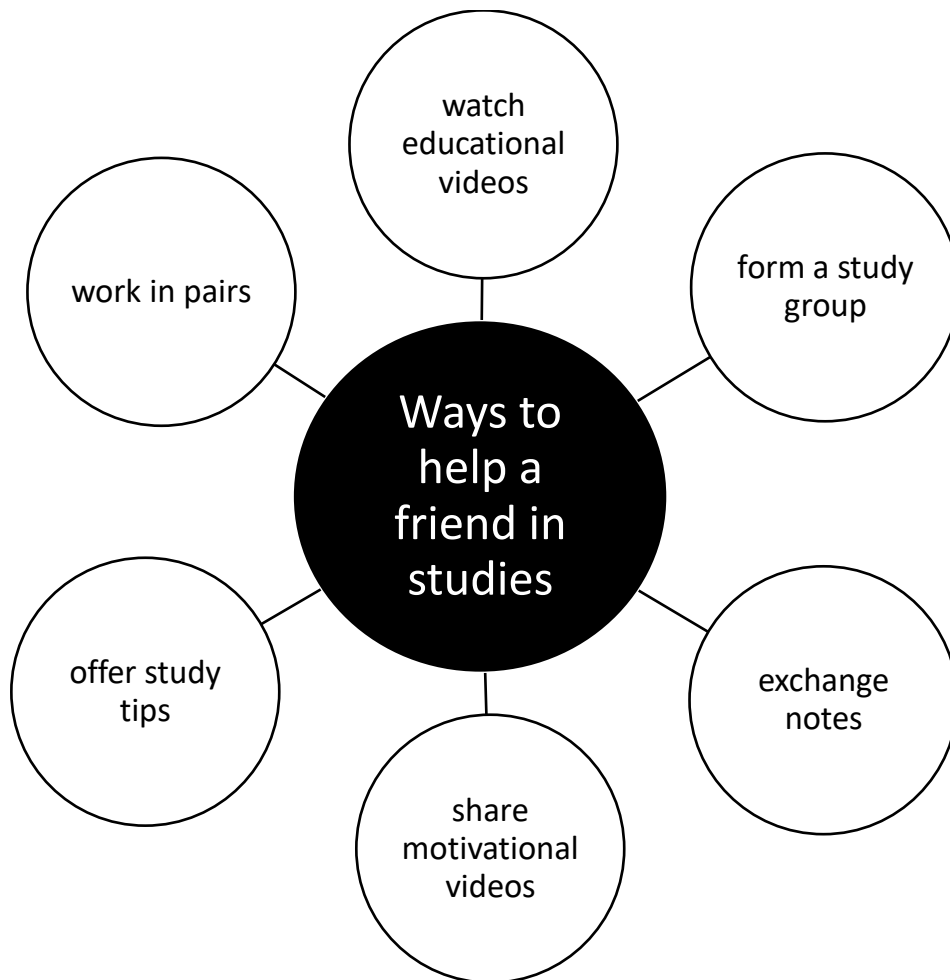 watch
educational
videos
form a study
group
work in pairs
Ways to
help a
friend in
studies
offer study
tips
exchange
notes
share
motivational
videos